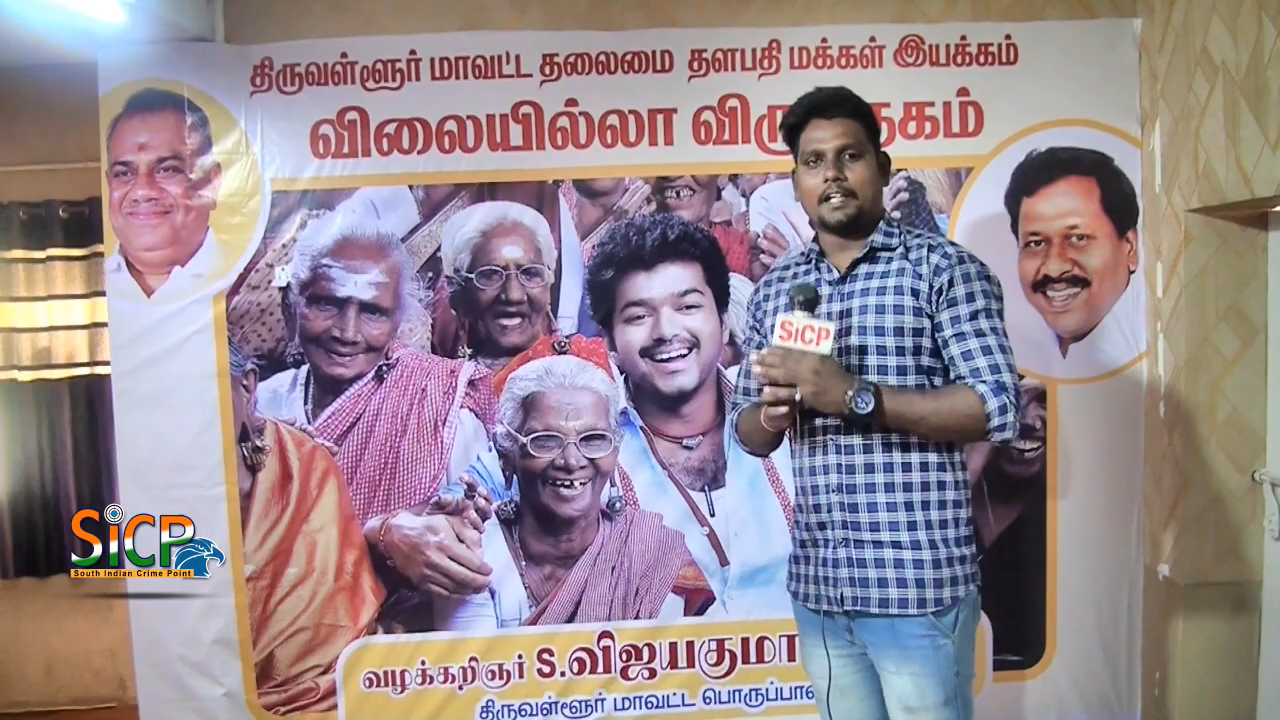 திருவள்ளூர் மாவட்ட தலைமை தளபதி மக்கள் இயக்கம்
விலையில்லா
SiCP
SiCP
South Indian Crime Point
வழக்கறிஞர் S.விஜயகுமா
திருவள்ளூர் மாவட்ட